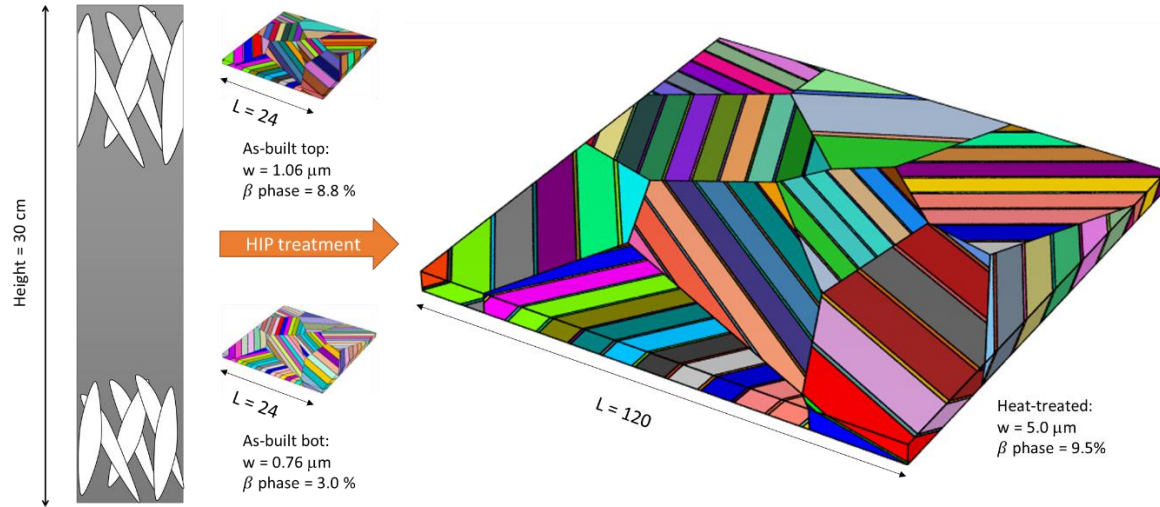 Height = 30 cm
L = 24
As-built top:
w = 1.06 μm
β phase = 8.8 %
HIP treatment
L = 24
As-built bot:
w = 0.76 μm
β phase = 3.0 %
L = 120
Heat-treated:
w = 5.0 μm
β phase = 9.5%